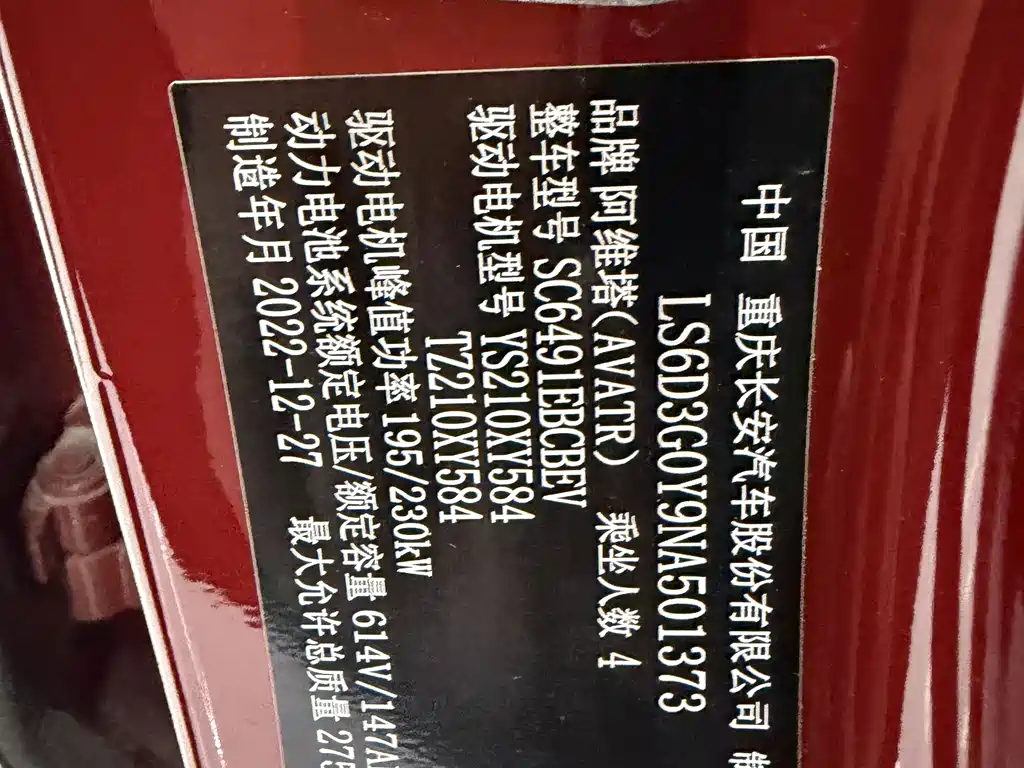 中国 重庆长安汽车股份有限公司 制
LS6D3G0Y9NA501373
品牌 阿维塔(AVATR) 乘坐人数 4
整车型号 SC6491EBCBEV
驱动电机型号 YS210XY584
TZ210XY584
驱动电机峰值功率 195/230kW
动力电池系统额定电压/额定容量 614V/147A
制造年月 2022-12-27 最大允许总质量 275